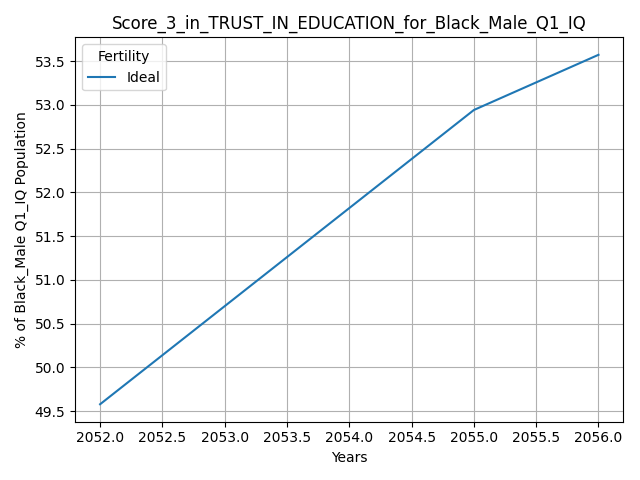 Score_3_in_TRUST_IN_EDUCATION_for_Black_Male_Q1_IQ
Fertility
Ideal
% of Black_Male Q1_IQ Population
53.5
53.0
52.5
52.0
51.5
51.0
50.5
50.0
49.5
2052.0 2052.5 2053.0 2053.5 2054.0 2054.5 2055.0 2055.5 2056.0
Years